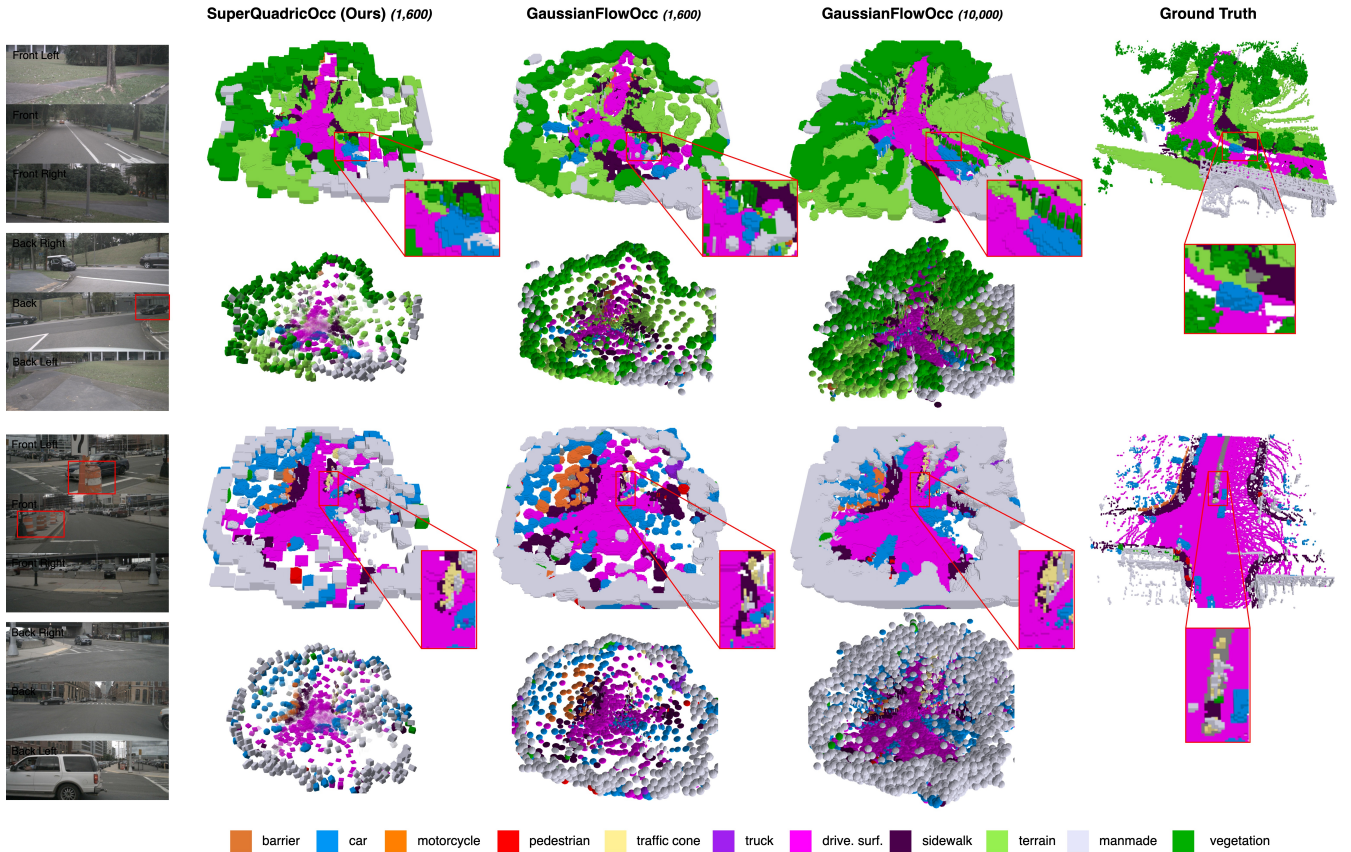 SuperQuadricOcc (Ours) (1,600)
GaussianFlowOcc (1,600)
GaussianFlowOcc (10,000)
Ground Truth
Front Left
Front
Front Right
Back Right
Back
Back Left
Front Left
Front
Front Right
Back Right
Back
Back Left
barrier
car
motorcycle
pedestrian
traffic cone
truck
drive. surf.
sidewalk
terrain
manmade
vegetation